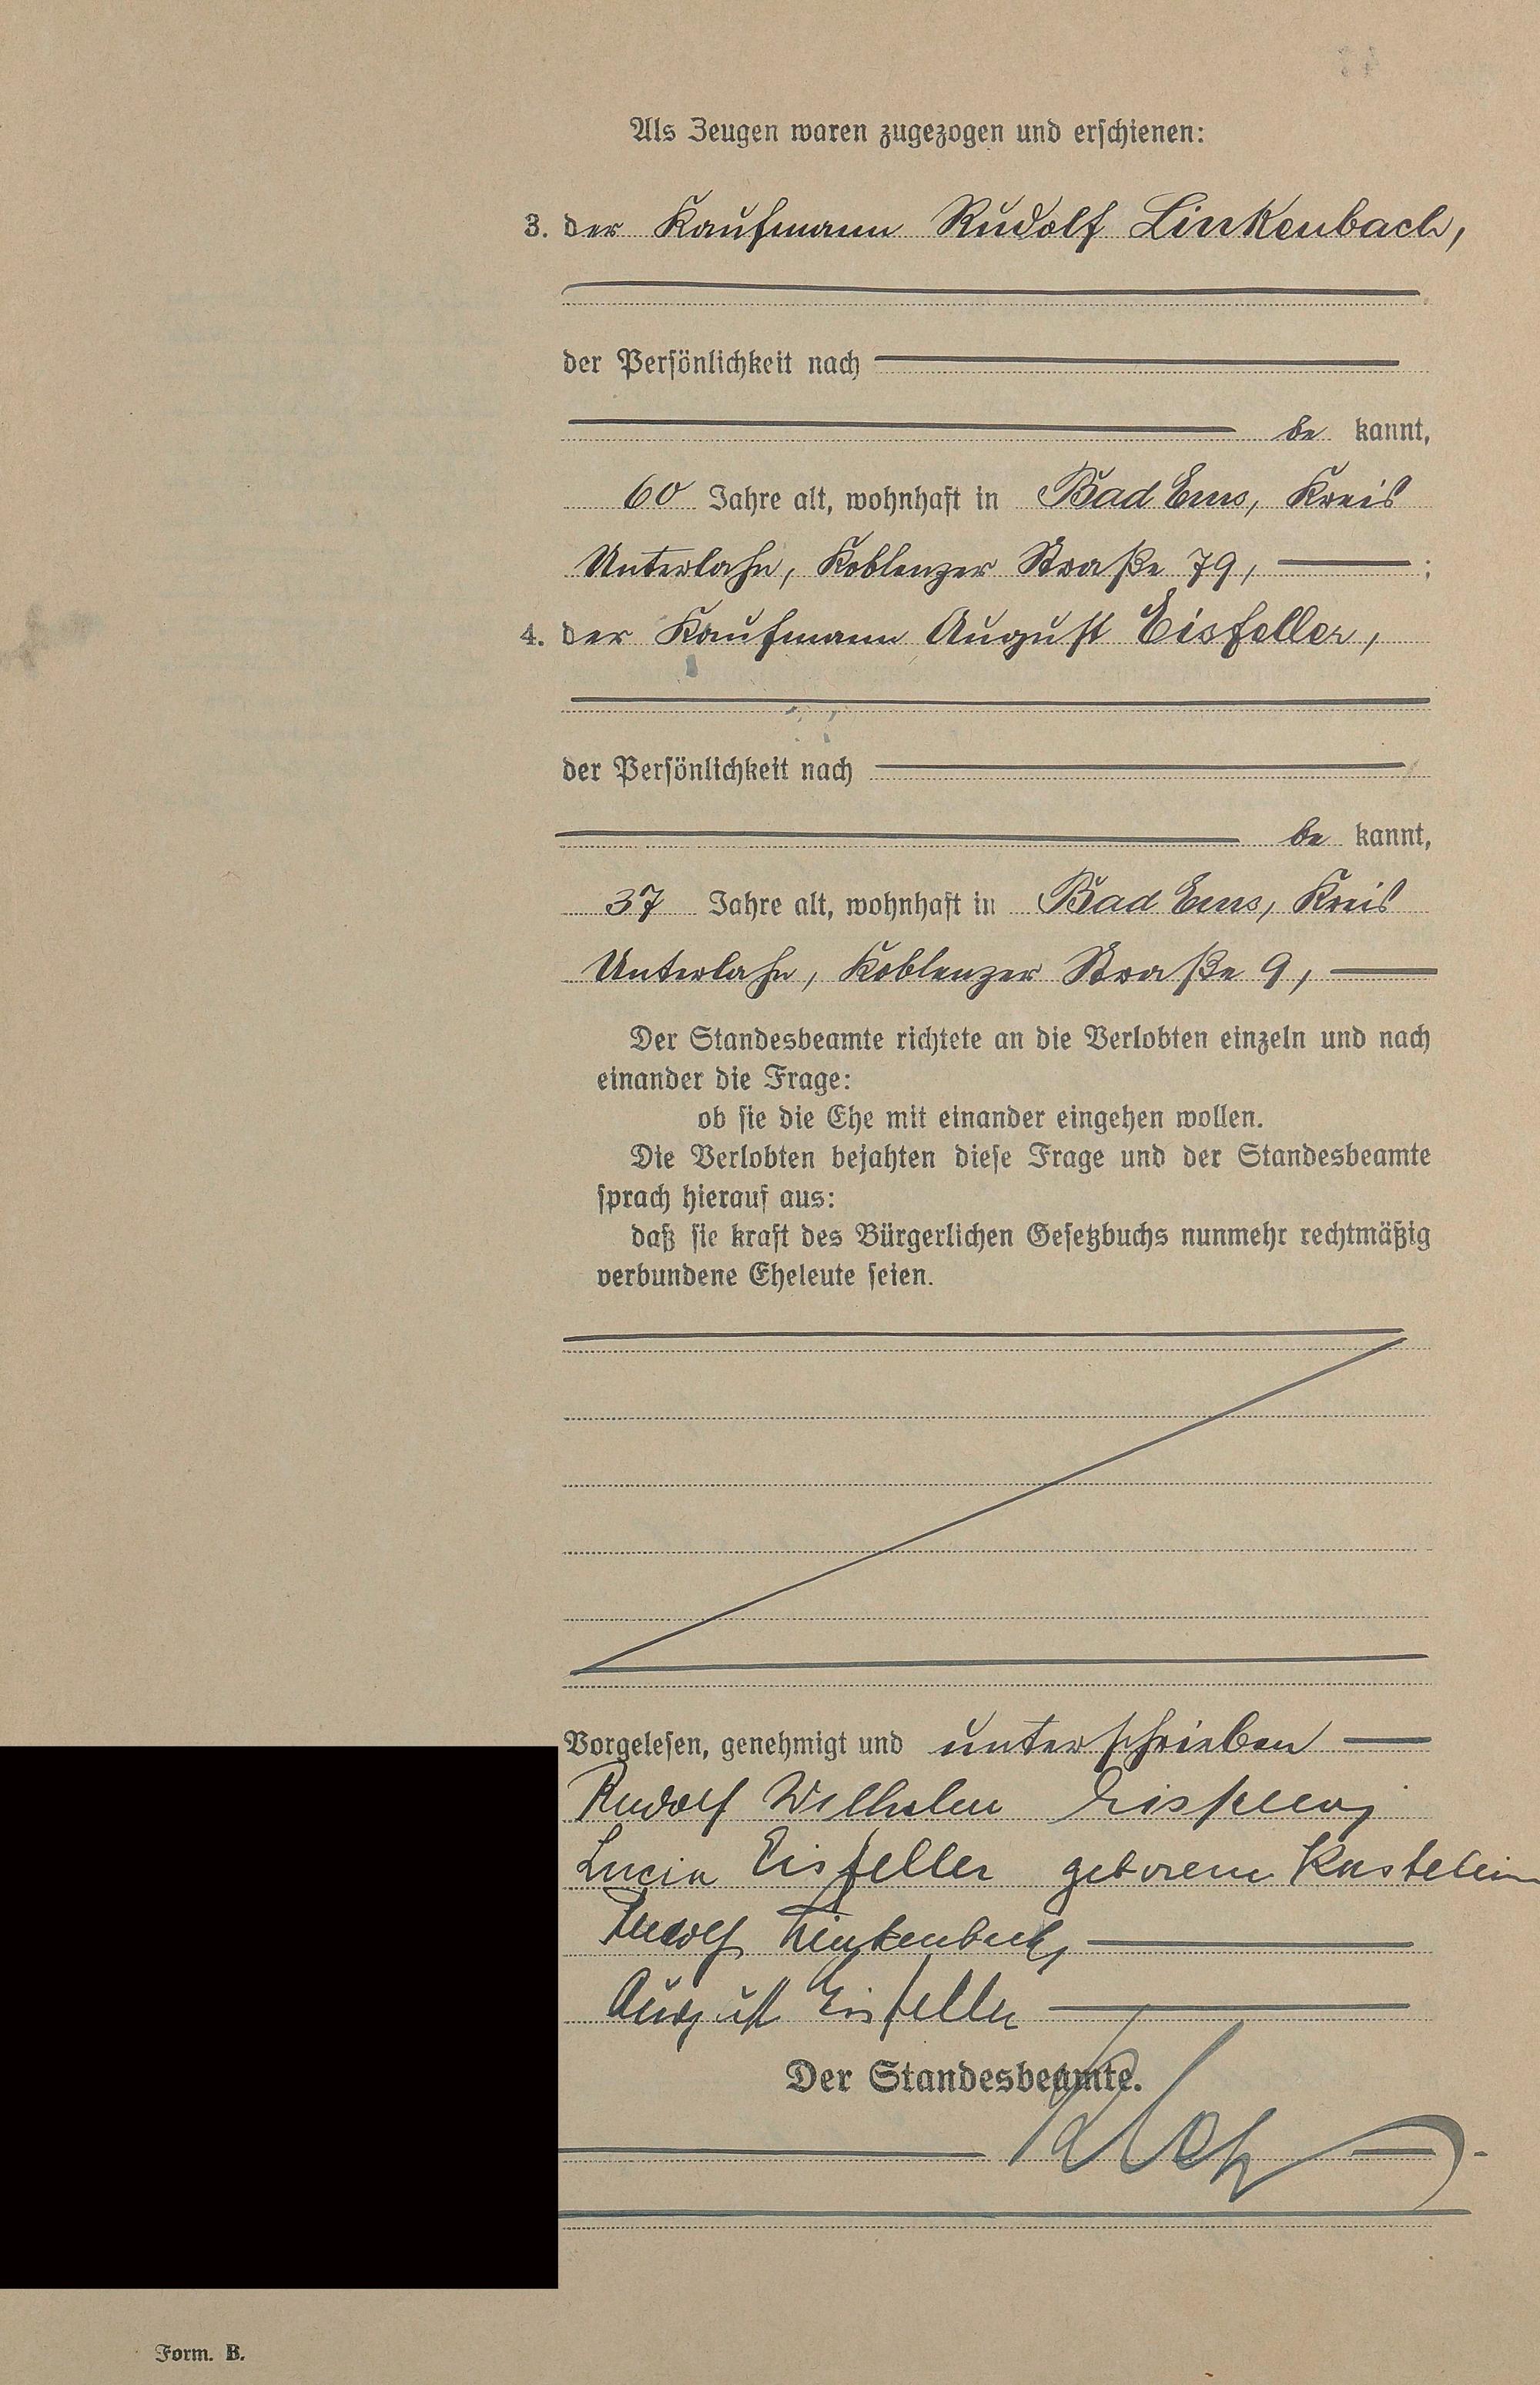 Als Zeugen waren zugezogen und erschienen:
3. der Kaufmann Rudolf Linkenbach,
der Persönlichkeit nach
be kannt,
60 Jahre alt, wohnhaft in Bad Ems, Kreis
Unterlahn, Koblenzer Straße 79, ;
4. der Kaufmann August Eisfeller,
der Persönlichkeit nach
be kannt,
37 Jahre alt, wohnhaft in Bad Ems, Kreis
Unterlahn, Koblenzer Straße 9,
Der Standesbeamte richtete an die Verlobten einzeln und nach
einander die Frage:
ob sie die Ehe mit einander eingehen wollen.
Die Verlobten bejahten diese Frage und der Standesbeamte
sprach hierauf aus:
daß sie kraft des Bürgerlichen Gesetzbuchs nunmehr rechtmäßig
verbundene Eheleute seien.
Vorgelesen, genehmigt und unterschrieben
Rudolf Wilhelm Eisfeller
Lucia Eisfeller geborene Kastelein
Rudolf Linkenbach
August Eisfeller
Der Standesbeamte.
Form. B.